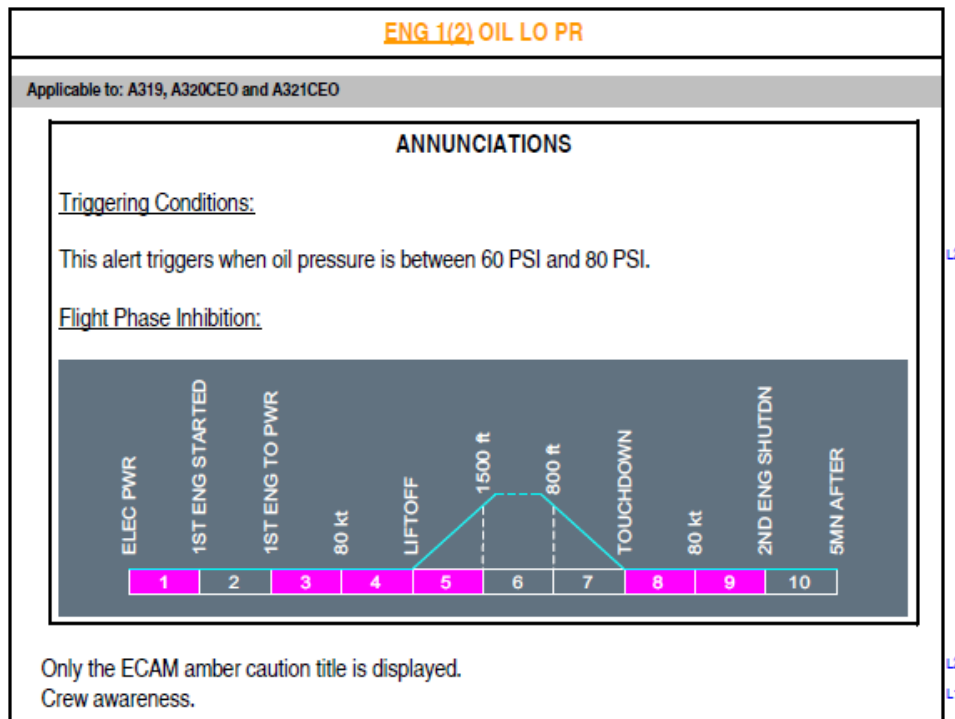 ENG 1(2) OIL LO PR
Applicable to: A319, A320CEO and A321CEO
ANNUNCIATIONS
Triggering Conditions:
This alert triggers when oil pressure is between 60 PSI and 80 PSI.
Flight Phase Inhibition:
ELEC PWR
1ST ENG STARTED
1ST ENG TO PWR
80 kt
LIFTOFF
1500 ft
800 ft
TOUCHDOWN
80 kt
2ND ENG SHUTDN
5MN AFTER
1 2 3 4 5 6 7 8 9 10
Only the ECAM amber caution title is displayed.
Crew awareness.